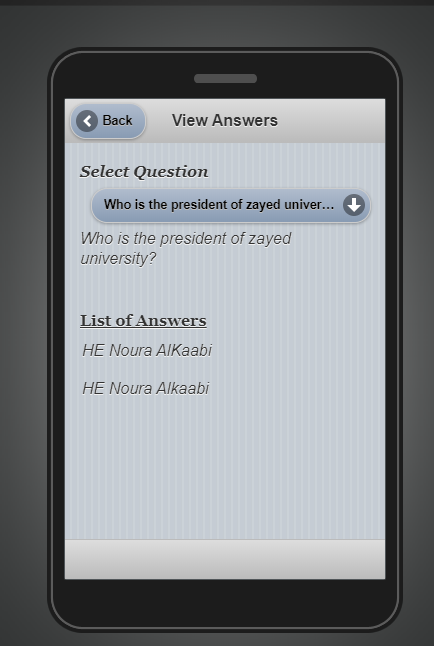 Back
View Answers
Select Question
Who is the president of zayed univer...
Who is the president of zayed
university?
List of Answers
HE Noura AlKaabi
HE Noura Alkaabi